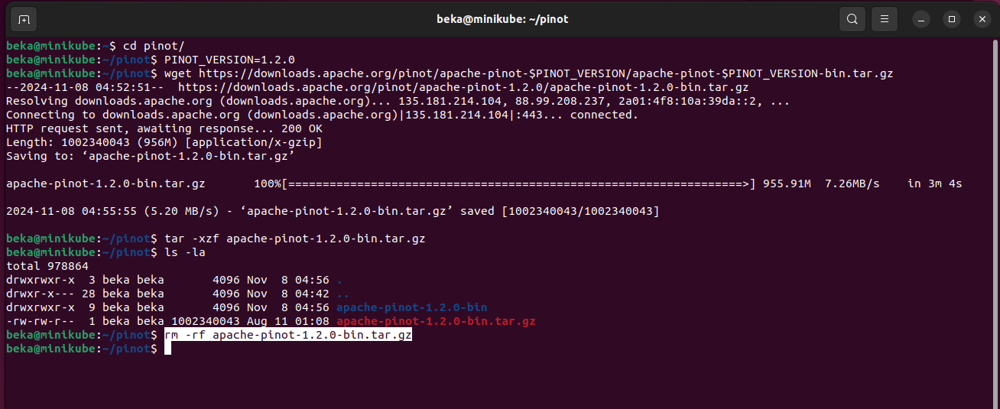 beka@minikube: ~/pinot
beka@minikube:~$ cd pinot/
beka@minikube:~/pinot$ PINOT_VERSION=1.2.0
beka@minikube:~/pinot$ wget https://downloads.apache.org/pinot/apache-pinot-$PINOT_VERSION/apache-pinot-$PINOT_VERSION-bin.tar.gz
--2024-11-08 04:52:51--  https://downloads.apache.org/pinot/apache-pinot-1.2.0/apache-pinot-1.2.0-bin.tar.gz
Resolving downloads.apache.org (downloads.apache.org)... 135.181.214.104, 88.99.208.237, 2a01:4f8:10a:39da::2, ...
Connecting to downloads.apache.org (downloads.apache.org)|135.181.214.104|:443... connected.
HTTP request sent, awaiting response... 200 OK
Length: 1002340043 (956M) [application/x-gzip]
Saving to: ‘apache-pinot-1.2.0-bin.tar.gz’
apache-pinot-1.2.0-bin.tar.gz       100%[==================================================================>] 955.91M  7.26MB/s    in 3m 4s
2024-11-08 04:55:55 (5.20 MB/s) - ‘apache-pinot-1.2.0-bin.tar.gz’ saved [1002340043/1002340043]
beka@minikube:~/pinot$ tar -xzf apache-pinot-1.2.0-bin.tar.gz
beka@minikube:~/pinot$ ls -la
total 978864
drwxrwxr-x  3 beka beka       4096 Nov  8 04:56 .
drwxr-x--- 28 beka beka       4096 Nov  8 04:42 ..
drwxrwxr-x  9 beka beka       4096 Nov  8 04:56 apache-pinot-1.2.0-bin
-rw-rw-r--  1 beka beka 1002340043 Aug 11 01:08 apache-pinot-1.2.0-bin.tar.gz
beka@minikube:~/pinot$ rm -rf apache-pinot-1.2.0-bin.tar.gz
beka@minikube:~/pinot$